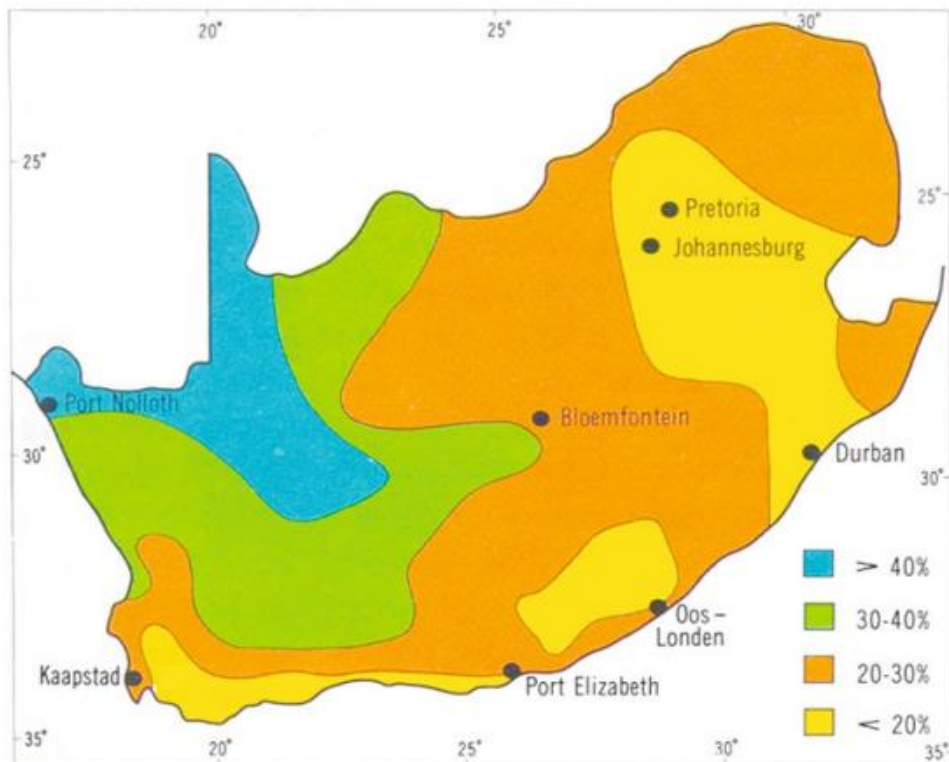 20°
25°
30°
25°
25°
Pretoria
Johannesburg
Port Nolloth
Bloemfontein
30°
Durban
30°
> 40%
30-40%
Oos-
Londen
20-30%
Kaapstad
Port Elizabeth
< 20%
35°
20°
25°
30°
35°